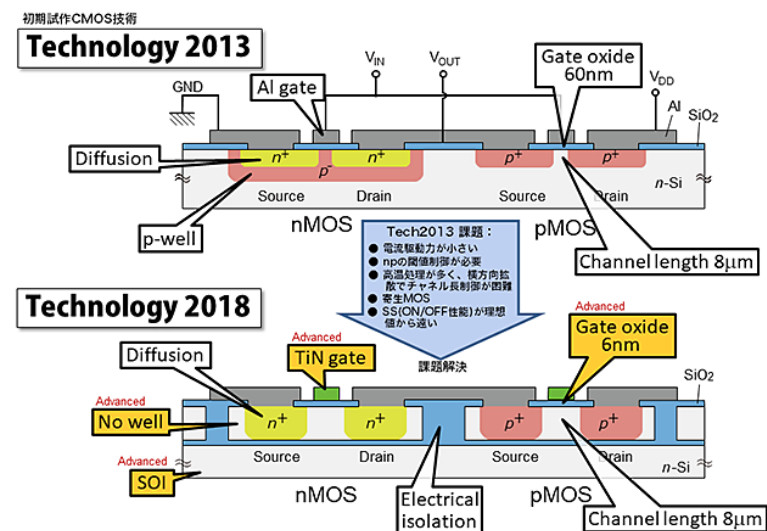 初期試作CMOS技術
Technology 2013
GND
Al gate
VIN
VOUT
Gate oxide
60nm
VDD
Al
SiO2
Diffusion
n+
n+
p-
p+
p+
Source
Drain
Source
Drain
n-Si
p-well
nMOS
pMOS
Channel length 8μm
Tech2013 課題：
● 電流駆動力が小さい
● npの閾値制御が必要
● 高温処理が多く、横方向拡
散でチャネル長制御が困難
● 寄生MOS
● SS(ON/OFF性能)が理想
値から遠い
課題解決
Technology 2018
Advanced
TiN gate
Advanced
Gate oxide
6nm
Diffusion
SiO2
Advanced
No well
n+
n+
p+
p+
Advanced
SOI
Source
Drain
Source
Drain
n-Si
nMOS
Electrical
isolation
pMOS
Channel length 8μm